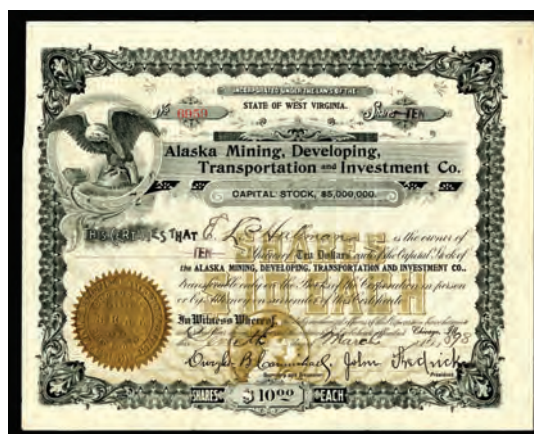 INCORPORATED UNDER THE LAWS OF THE
STATE OF WEST VIRGINIA.
No 0959
Shares TEN
Alaska Mining, Developing,
Transportation and Investment Co.
CAPITAL STOCK, $5,000,000.
THIS CERTIFIES THAT E. L. is the owner of
TEN Shares of Ten Dollars each of the Capital Stock of
the ALASKA MINING, DEVELOPING, TRANSPORTATION AND INVESTMENT CO.,
transferable only on the Books of the Corporation in person
or by Attorney on surrender of this Certificate
SHARES
$10 EACH
In Witness Whereof,
March 1898
John Fredrick
President
SHARES $10.00 EACH